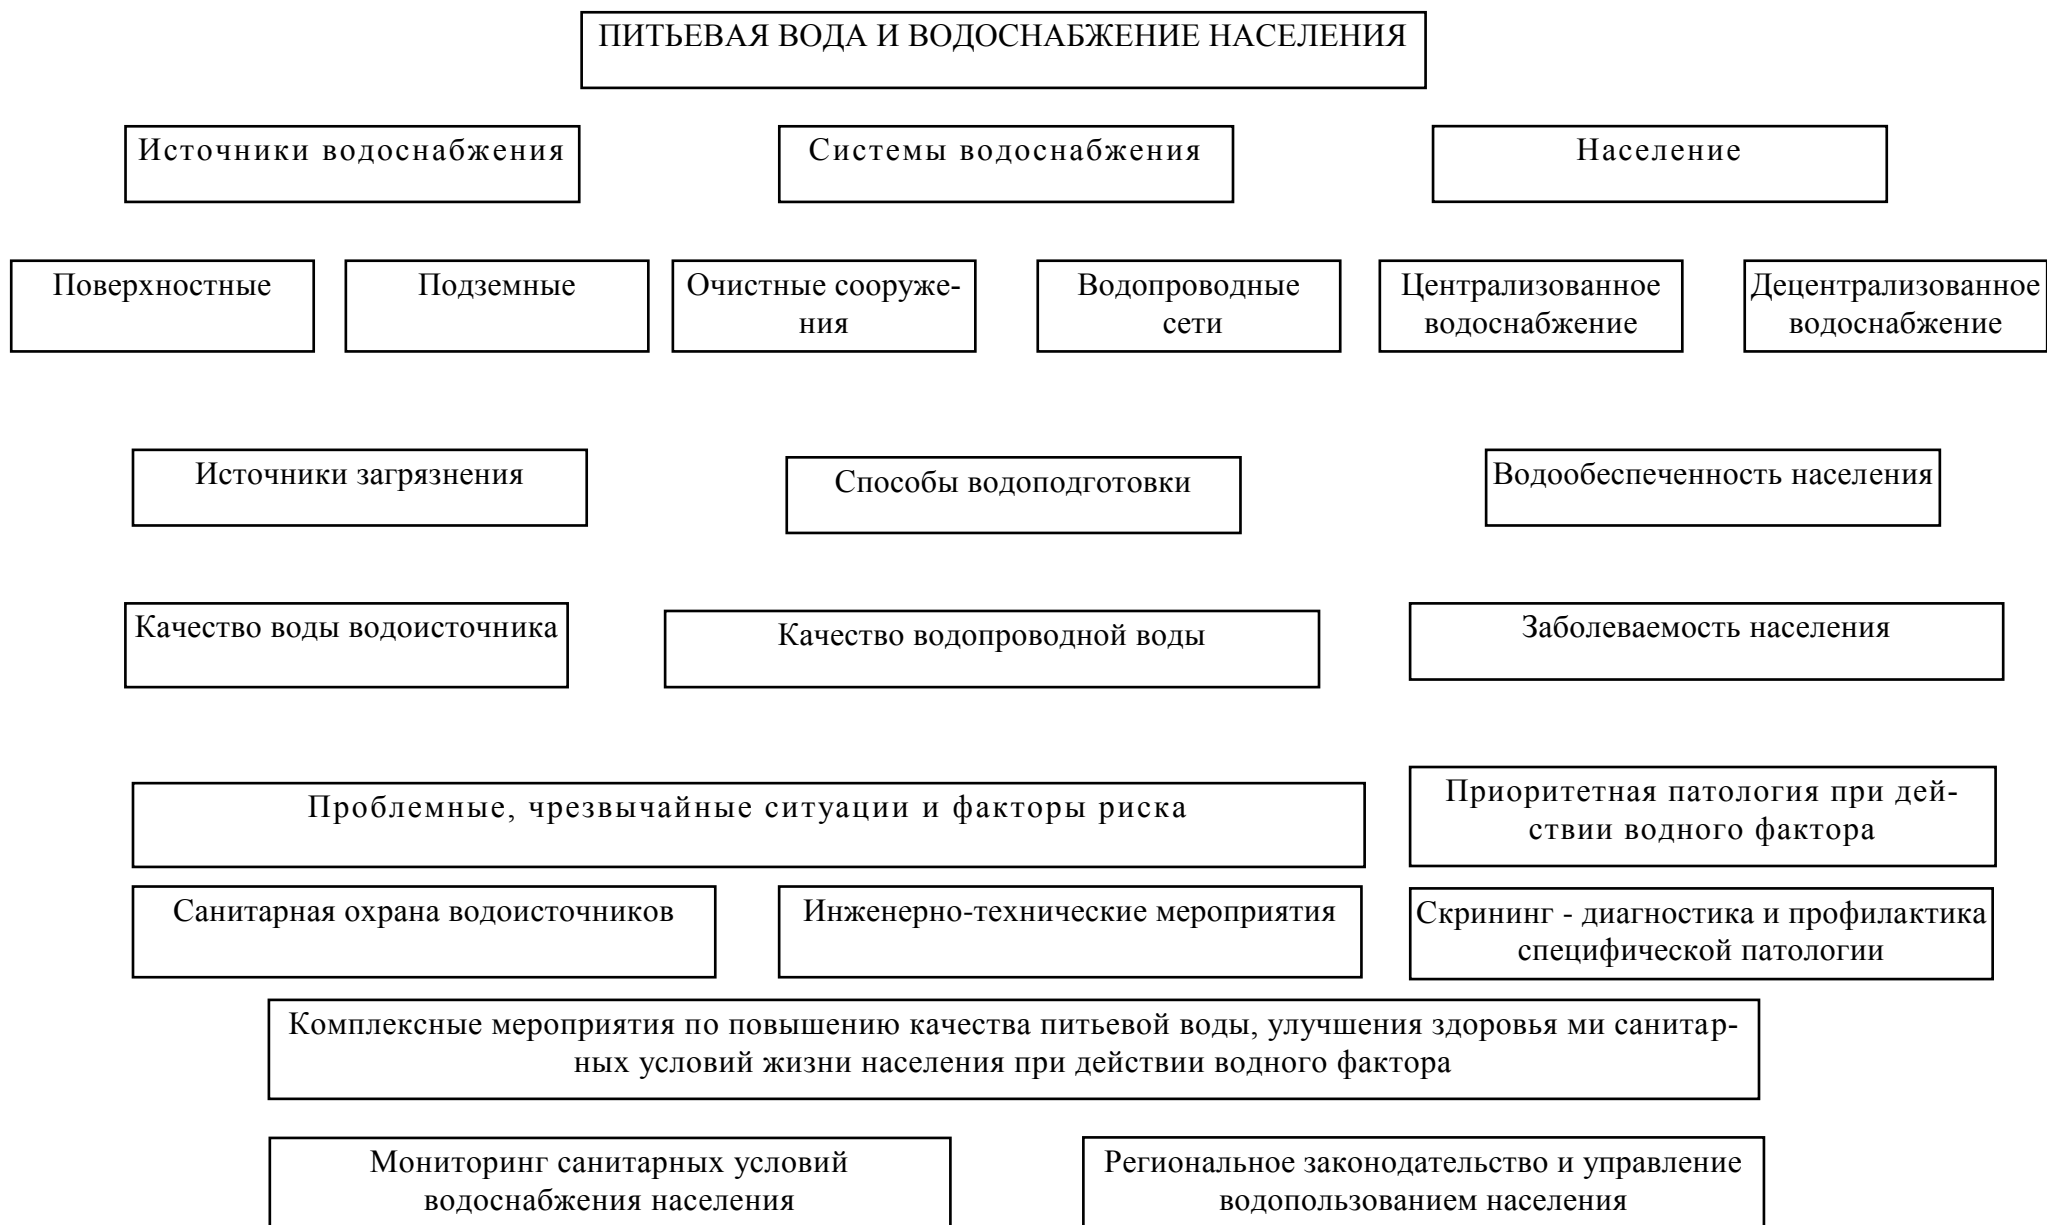 ПИТЬЕВАЯ ВОДА И ВОДОСНАБЖЕНИЕ НАСЕЛЕНИЯ
Источники водоснабжения
Системы водоснабжения
Население
Поверхностные
Подземные
Очистные сооруже-
ния
Водопроводные
сети
Централизованное
водоснабжение
Децентрализованное
водоснабжение
Источники загрязнения
Способы водоподготовки
Водообеспеченность населения
Качество воды водоисточника
Качество водопроводной воды
Заболеваемость населения
Проблемные, чрезвычайные ситуации и факторы риска
Приоритетная патология при дей-
ствии водного фактора
Санитарная охрана водоисточников
Инженерно-технические мероприятия
Скрининг - диагностика и профилактика
специфической патологии
Комплексные мероприятия по повышению качества питьевой воды, улучшения здоровья ми санитар-
ных условий жизни населения при действии водного фактора
Мониторинг санитарных условий
водоснабжения населения
Региональное законодательство и управление
водопользованием населения